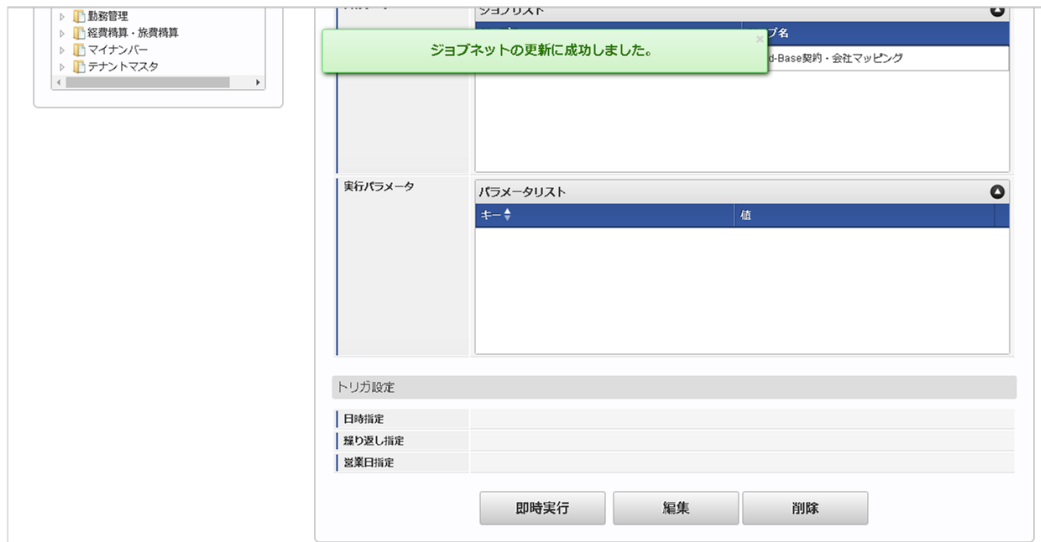 勤務管理
経費精算・旅費精算
マイナンバー
テナントマスタ
ジョブリスト
ジョブネットの更新に成功しました。
ブ名
d-Base契約・会社マッピング
実行パラメータ
パラメータリスト
キー
値
トリガ設定
日時指定
繰り返し指定
営業日指定
即時実行
編集
削除